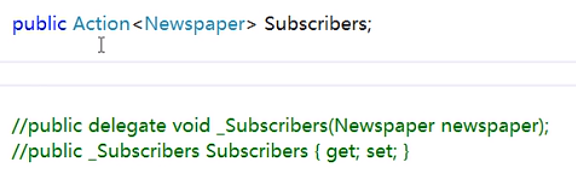 public Action<Newspaper> Subscribers;
//public delegate void _Subscribers(Newspaper newspaper);
//public _Subscribers Subscribers { get; set; }